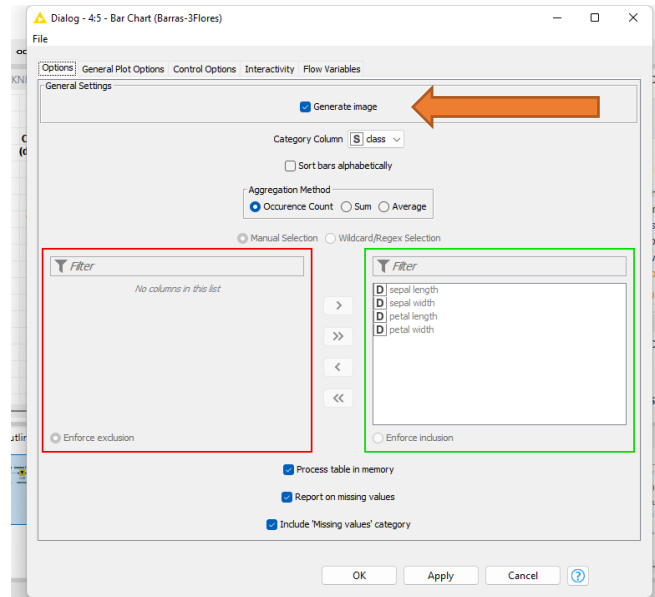 Dialog - 4:5 - Bar Chart (Barras-3Flores)
File
Options General Plot Options Control Options Interactivity Flow Variables
General Settings
Generate image
Category Column S class
Sort bars alphabetically
Aggregation Method
Occurence Count Sum Average
Manual Selection Wildcard/Regex Selection
Filter
No columns in this list
Enforce exclusion
>
>>
<
<<
Filter
D sepal length
D sepal width
D petal length
D petal width
Enforce inclusion
Process table in memory
Report on missing values
Include 'Missing values' category
OK Apply Cancel ?